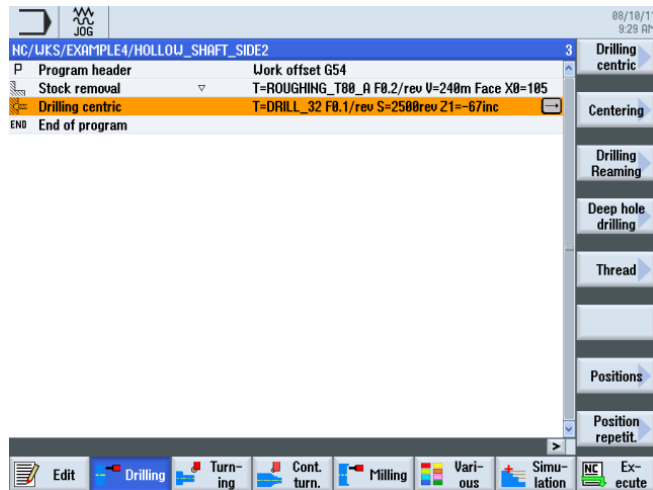 JOG
08/10/1
9:29 AM
NC/WKS/EXAMPLE4/HOLLOW_SHAFT_SIDE2 3
P Program header Work offset G54
Stock removal ▽ T=ROUGHING_T80_A F0.2/rev V=240m Face X0=105
Drilling centric T=DRILL_32 F0.1/rev S=2500rev Z1=-67inc
END End of program
Drilling
centric
Centering
Drilling
Reaming
Deep hole
drilling
Thread
Positions
Position
repetit.
>
Edit
Drilling
Turn-
ing
Cont.
turn.
Milling
Vari-
ous
Simu-
lation
NC Ex-
ecute